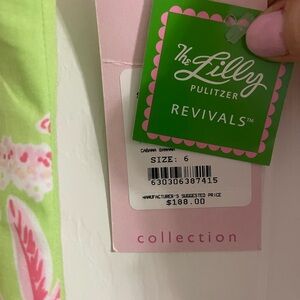 The
Lilly
PULITZER
REVIVALS™
SIZE: 6
630306387415
MANUFACTURER'S SUGGESTED PRICE
$188.00
collection